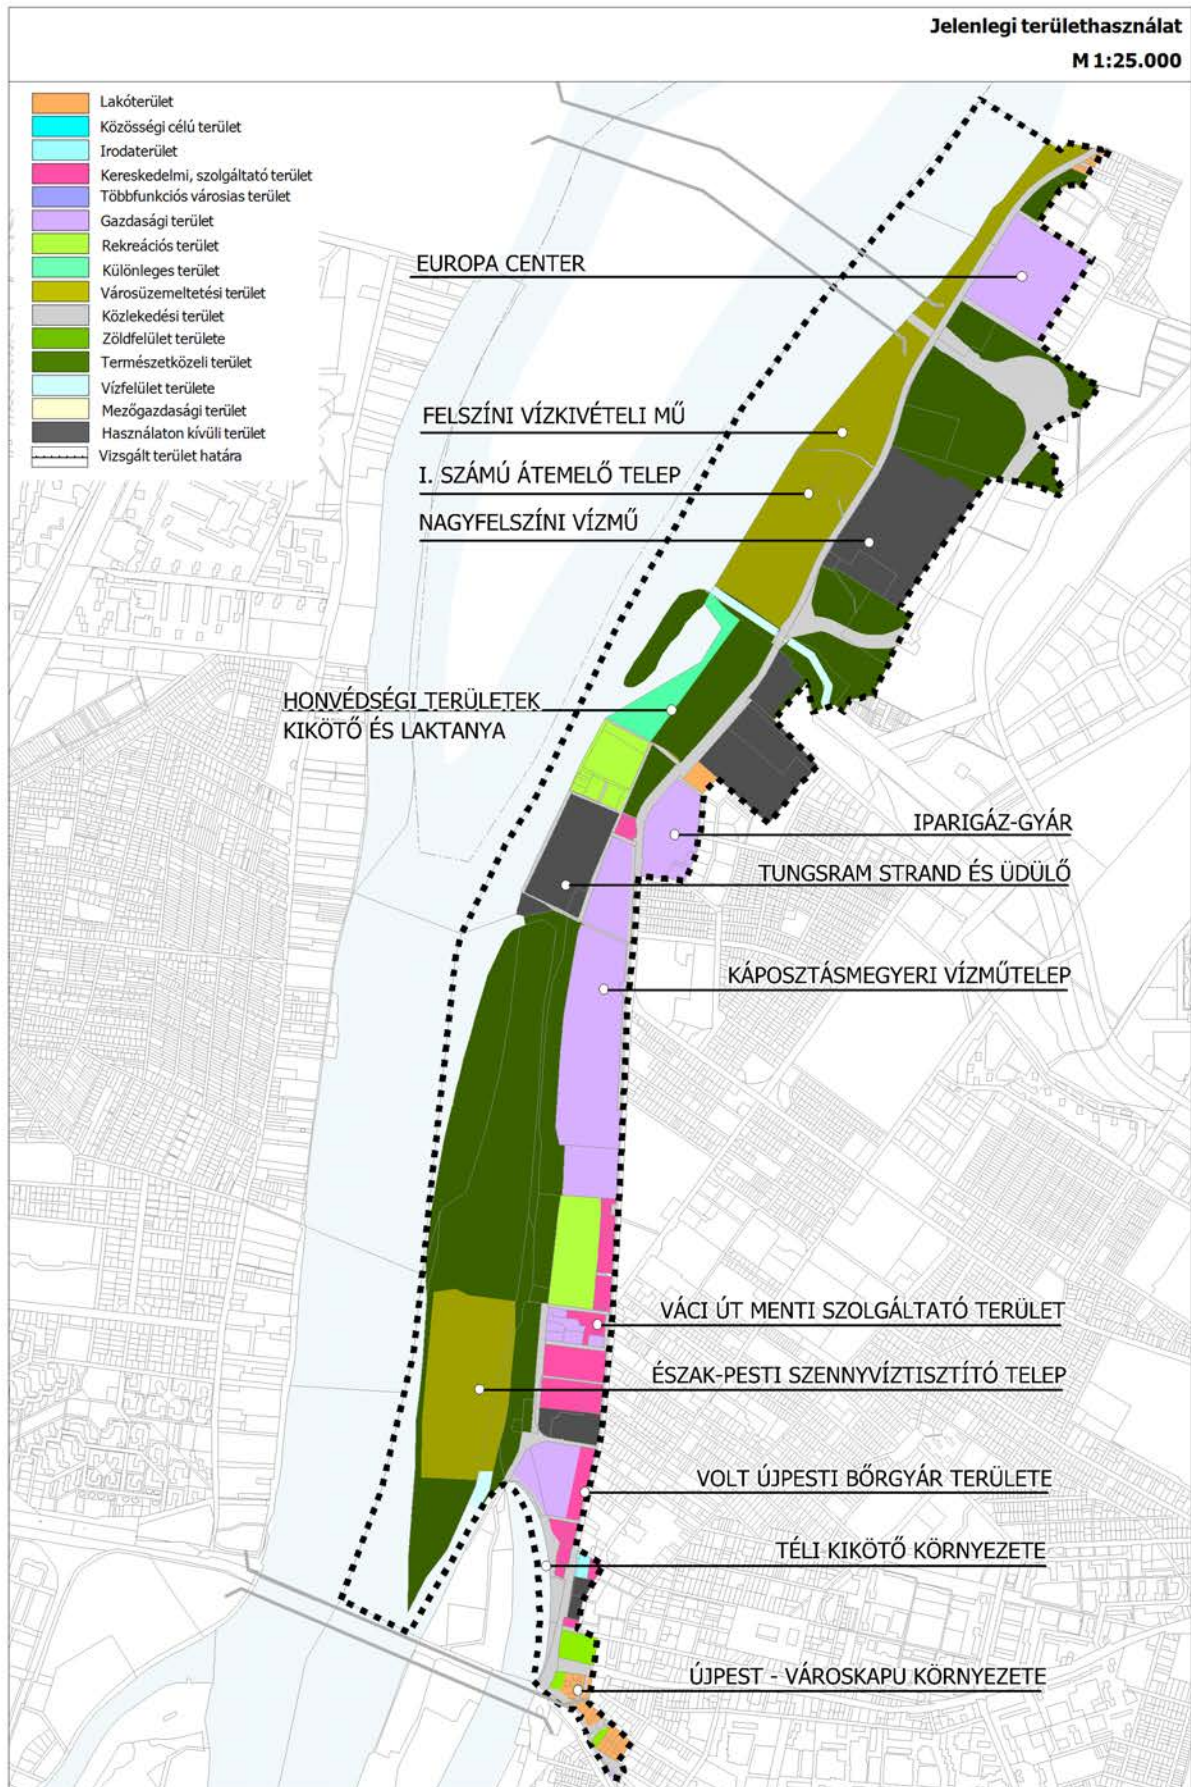 Jelenlegi területhasználat
M 1:25.000
Lakóterület
Közösségi célú terület
Irodaterület
Kereskedelmi, szolgáltató terület
Többfunkciós városias terület
Gazdasági terület
Rekreációs terület
Különleges terület
Városüzemeltetési terület
Közlekedési terület
Zöldfelület területe
Természetközeli terület
Vízfelület területe
Mezőgazdasági terület
Használaton kívüli terület
Vizsgált terület határa
EUROPA CENTER
FELSZÍNI VÍZKIVÉTELI MŰ
I. SZÁMÚ ÁTEMELŐ TELEP
NAGYFELSZÍNI VÍZMŰ
HONVÉDSÉGI TERÜLETEK
KIKÖTŐ ÉS LAKTANYA
IPARIGÁZ-GYÁR
TUNGSRAM STRAND ÉS ÜDÜLŐ
KÁPOSZTÁSMEGYERI VÍZMŰTELEP
VÁCI ÚT MENTI SZOLGÁLTATÓ TERÜLET
ÉSZAK-PESTI SZENNYVÍZTISZTÍTÓ TELEP
VOLT ÚJPESTI BŐRGYÁR TERÜLETE
TÉLI KIKÖTŐ KÖRNYEZETE
ÚJPEST - VÁROSKAPU KÖRNYEZETE